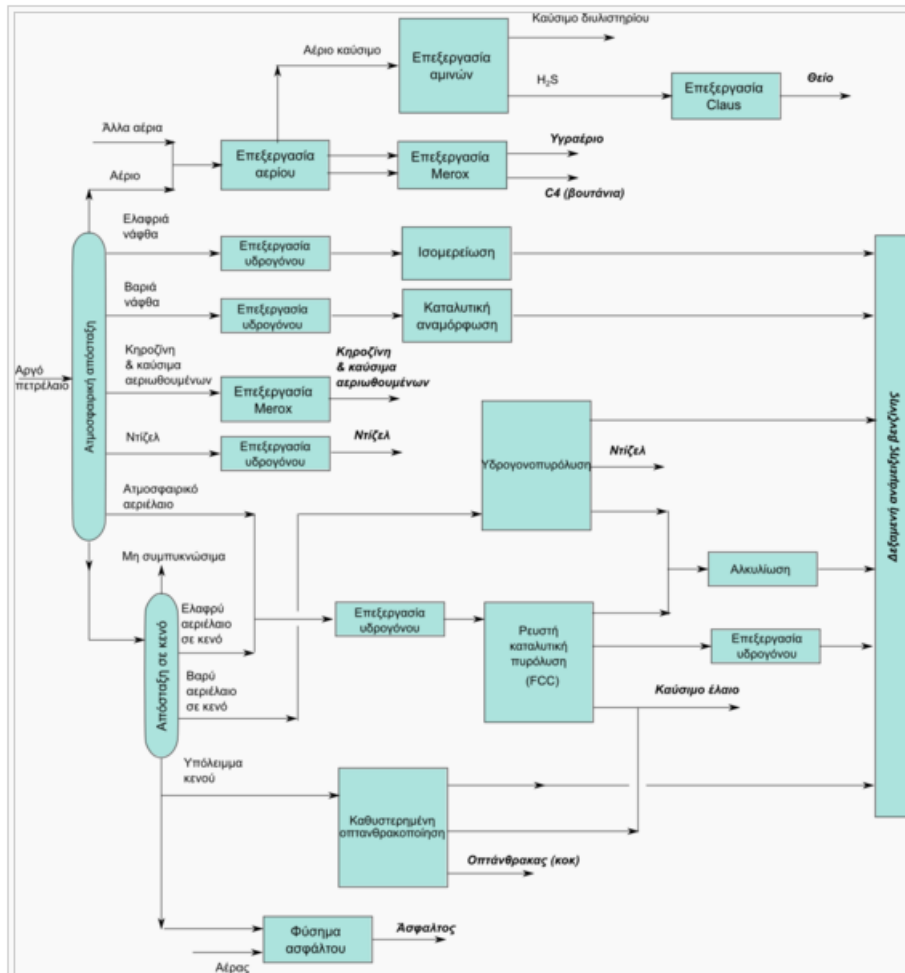 Καύσιμο διυλιστηρίου
Αέριο καύσιμο
Επεξεργασία
αμινών
H₂S
Επεξεργασία
Claus
Θείο
Άλλα αέρια
Αέριο
Επεξεργασία
αερίου
Επεξεργασία
Merox
Υγραέριο
C4 (βουτάνια)
Ελαφριά
νάφθα
Επεξεργασία
υδρογόνου
Ισομερείωση
Βαριά
νάφθα
Επεξεργασία
υδρογόνου
Καταλυτική
αναμόρφωση
Αργό
πετρέλαιο
Ατμοσφαιρική απόσταξη
Κηροζίνη
& καύσιμα
αεριωθουμένων
Επεξεργασία
Merox
Κηροζίνη
& καύσιμα
αεριωθουμένων
Ντίζελ
Επεξεργασία
υδρογόνου
Ντίζελ
Υδρογονοπυρόλυση
Ντίζελ
Δεξαμενή ανάμειξης βενζίνης
Ατμοσφαιρικό
αεριέλαιο
Μη συμπυκνώσιμα
Αλκυλίωση
Απόσταξη σε κενό
Ελαφρύ
αεριέλαιο
σε κενό
Επεξεργασία
υδρογόνου
Ρευστή
καταλυτική
πυρόλυση
(FCC)
Επεξεργασία
υδρογόνου
Βαρύ
αεριέλαιο
σε κενό
Καύσιμο έλαιο
Υπόλειμμα
κενού
Καθυστερημένη
οπτανθρακοποίηση
Οπτάνθρακας (κοκ)
Φύσημα
ασφάλτου
Άσφαλτος
Αέρας